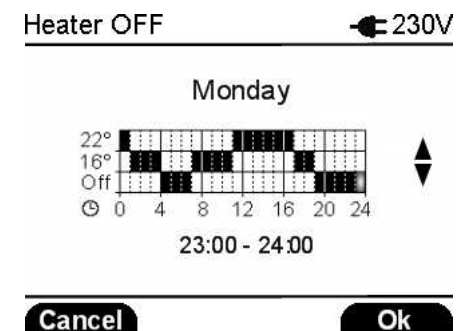 Heater OFF 230V
Monday
22°
16°
Off
0 4 8 12 16 20 24
23:00 - 24:00
Cancel Ok